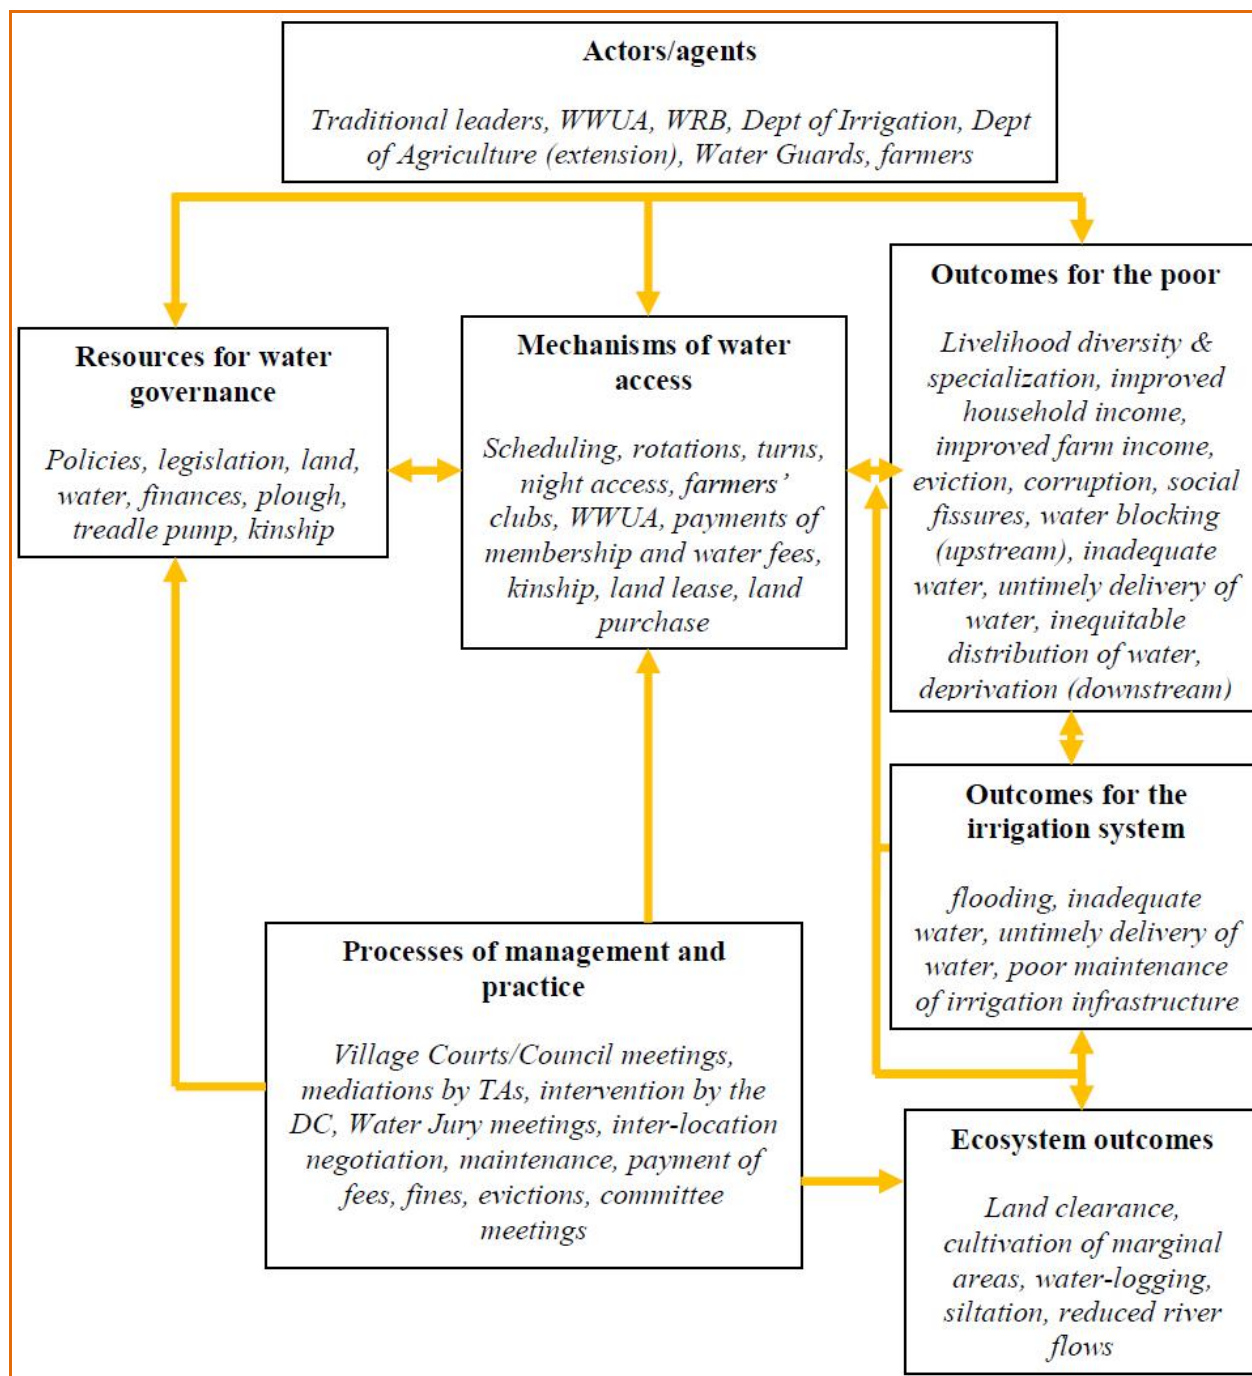 Actors/agents
Traditional leaders, WWUA, WRB, Dept of Irrigation, Dept
of Agriculture (extension), Water Guards, farmers
Resources for water
governance
Policies, legislation, land,
water, finances, plough,
treadle pump, kinship
Mechanisms of water
access
Scheduling, rotations, turns,
night access, farmers’
clubs, WWUA, payments of
membership and water fees,
kinship, land lease, land
purchase
Outcomes for the poor
Livelihood diversity &
specialization, improved
household income,
improved farm income,
eviction, corruption, social
fissures, water blocking
(upstream), inadequate
water, untimely delivery of
water, inequitable
distribution of water,
deprivation (downstream)
Outcomes for the
irrigation system
flooding, inadequate
water, untimely delivery of
water, poor maintenance
of irrigation infrastructure
Processes of management and
practice
Village Courts/Council meetings,
mediations by TAs, intervention by the
DC, Water Jury meetings, inter-location
negotiation, maintenance, payment of
fees, fines, evictions, committee
meetings
Ecosystem outcomes
Land clearance,
cultivation of marginal
areas, water-logging,
siltation, reduced river
flows